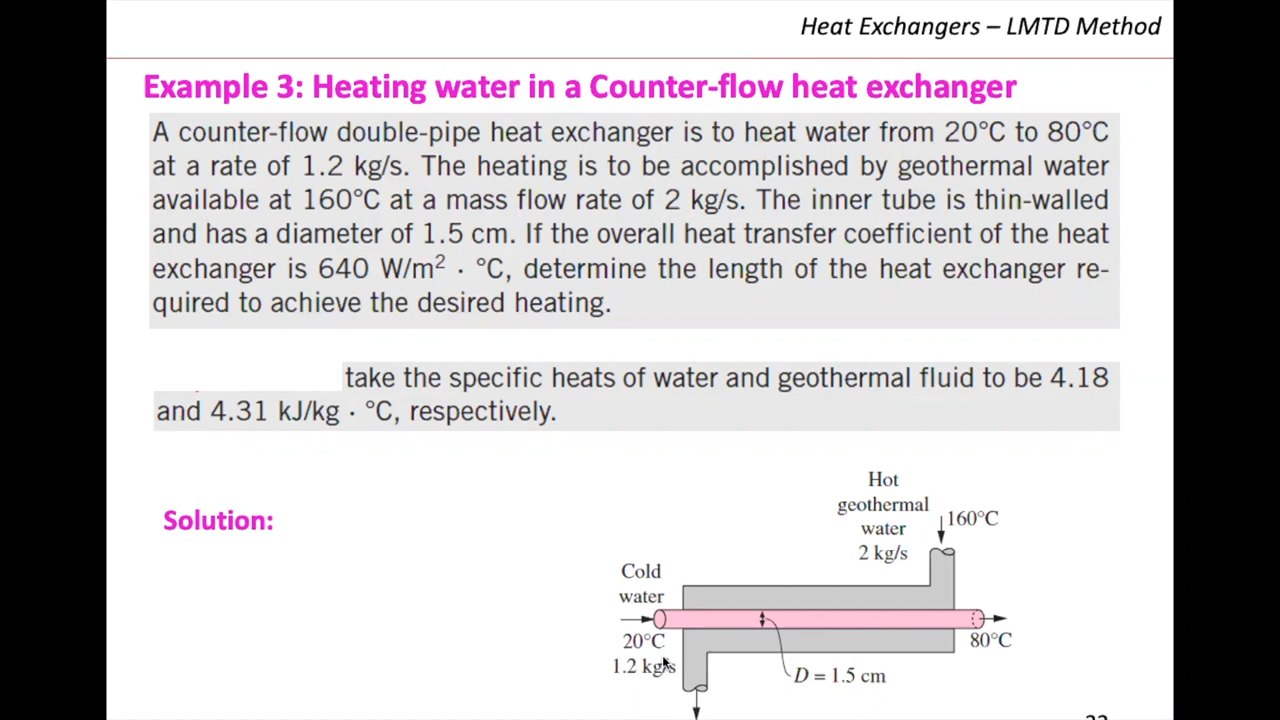 Heat Exchangers – LMTD Method
Example 3: Heating water in a Counter-flow heat exchanger
A counter-flow double-pipe heat exchanger is to heat water from 20°C to 80°C
at a rate of 1.2 kg/s. The heating is to be accomplished by geothermal water
available at 160°C at a mass flow rate of 2 kg/s. The inner tube is thin-walled
and has a diameter of 1.5 cm. If the overall heat transfer coefficient of the heat
exchanger is 640 W/m² · °C, determine the length of the heat exchanger re-
quired to achieve the desired heating.
take the specific heats of water and geothermal fluid to be 4.18
and 4.31 kJ/kg · °C, respectively.
Solution:
Hot
geothermal
water
2 kg/s
160°C
Cold
water
20°C
1.2 kg/s
80°C
D = 1.5 cm